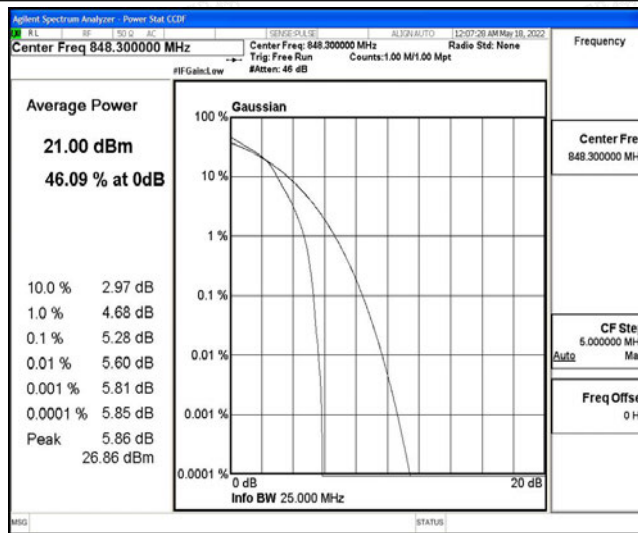 Agilent Spectrum Analyzer - Power Stat CCDF
RL RF 50 Ω AC SENSE:PULSE ALIGN AUTO 12:07:28 AM May 18, 2022
Center Freq 848.300000 MHz
Center Freq: 848.300000 MHz Radio Std: None
Trig: Free Run Counts:1.00 M/1.00 Mpt
#IFGain:Low #Atten: 46 dB
Frequency
Average Power
21.00 dBm
46.09 % at 0dB
10.0 % 2.97 dB
1.0 % 4.68 dB
0.1 % 5.28 dB
0.01 % 5.60 dB
0.001 % 5.81 dB
0.0001 % 5.85 dB
Peak 5.86 dB
26.86 dBm
Gaussian
100 %
10 %
1 %
0.1 %
0.01 %
0.001 %
0.0001 %
0 dB 20 dB
Info BW 25.000 MHz
Center Fre
848.300000 MH
CF Ste
5.000000 MH
Auto Ma
Freq Offse
0 H
MSG STATUS